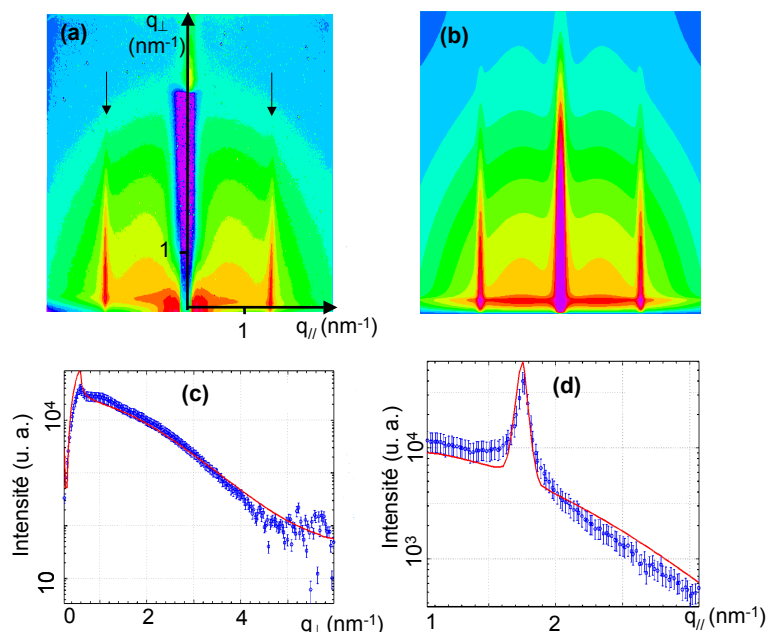 (a)
q⊥
(nm-1)
1
1
q// (nm-1)
(b)
(c)
Intensité (u. a.)
10⁴
10
0
2
4
q⊥ (nm-1)
(d)
Intensité (u. a.)
10⁴
10³
1
2
q// (nm-1)